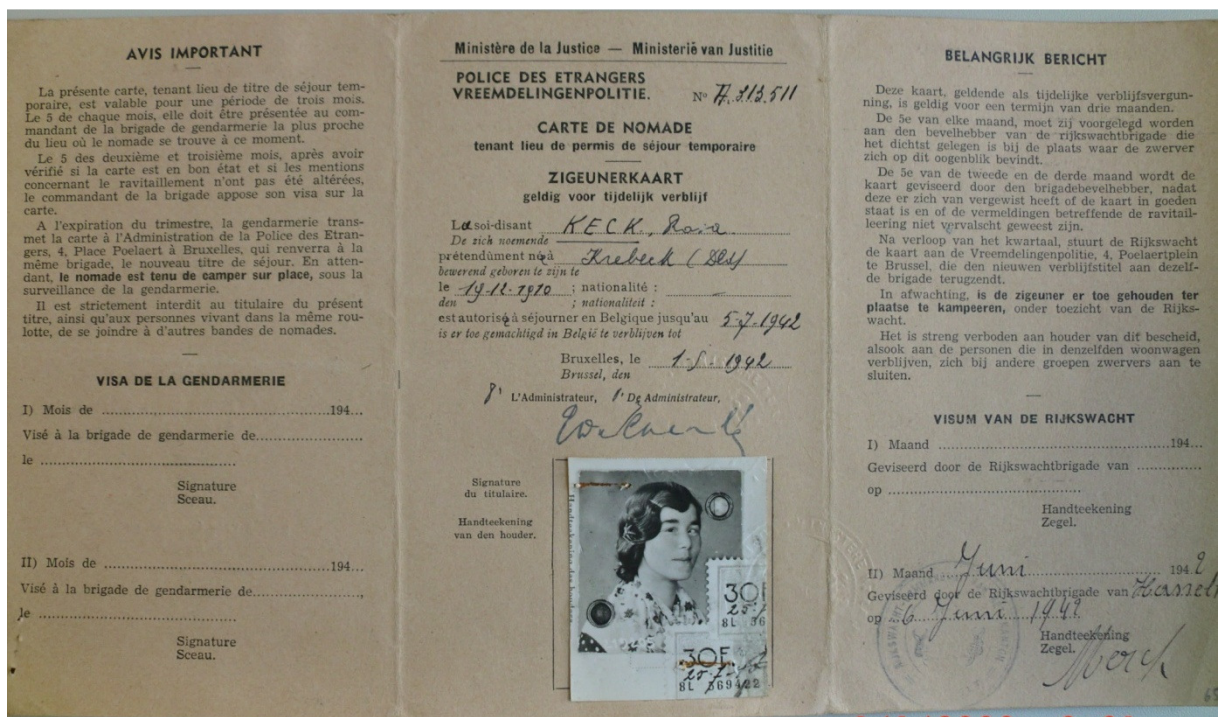 AVIS IMPORTANT
La présente carte, tenant lieu de titre de séjour tem-
poraire, est valable pour une période de trois mois.
Le 5 de chaque mois, elle doit être présentée au com-
mandant de la brigade de gendarmerie la plus proche
du lieu où le nomade se trouve à ce moment.
Le 5 des deuxième et troisième mois, après avoir
vérifié si la carte est en bon état et si les mentions
concernant le ravitaillement n'ont pas été altérées,
le commandant de la brigade appose son visa sur la
carte.
A l'expiration du trimestre, la gendarmerie trans-
met la carte à l'Administration de la Police des Etran-
gers, 4, Place Poelaert à Bruxelles, qui renverra à la
même brigade, le nouveau titre de séjour. En atten-
dant, le nomade est tenu de camper sur place, sous la
surveillance de la gendarmerie.
Il est strictement interdit au titulaire du présent
titre, ainsi qu'aux personnes vivant dans la même rou-
lotte, de se joindre à d'autres bandes de nomades.
VISA DE LA GENDARMERIE
I) Mois de ..........194...
Visé à la brigade de gendarmerie de..........
le ..........
Signature
Sceau.
II) Mois de ..........194...
Visé à la brigade de gendarmerie de..........,
le ..........
Signature
Sceau.
Ministère de la Justice — Ministerie van Justitie
POLICE DES ETRANGERS
VREEMDELINGENPOLITIE. No A.313.511
CARTE DE NOMADE
tenant lieu de permis de séjour temporaire
ZIGEUNERKAART
geldig voor tijdelijk verblijf
La soi-disant KECK,
De zich noemende
prétendûment né à Krebeck
beweerd geboren te zijn te
le 19-12-1910 ; nationalité : –
den ; nationaliteit :
est autorisé à séjourner en Belgique jusqu'au 5-7-1942
is er toe gemachtigd in België te verblijven tot
Bruxelles, le 1-5-1942
Brussel, den
L'Administrateur, De Administrateur,
Signature
du titulaire.
Handteekening
van den houder.
30
8L 36
30F
8L 369422
BELANGRIJK BERICHT
Deze kaart, geldende als tijdelijke verblijfsvergun-
ning, is geldig voor een termijn van drie maanden.
De 5e van elke maand, moet zij voorgelegd worden
aan den bevelhebber van de rijkswachtbrigade die
het dichtst gelegen is bij de plaats waar de zwerver
zich op dit oogenblik bevindt.
De 5e van de tweede en de derde maand wordt de
kaart geviseerd door den brigadebevelhebber, nadat
deze er zich van vergewist heeft of de kaart in goeden
staat is en of de vermeldingen betreffende de ravitail-
leering niet vervalscht geweest zijn.
Na verloop van het kwartaal, stuurt de Rijkswacht
de kaart aan de Vreemdelingenpolitie, 4, Poelaertplein
te Brussel, die den nieuwen verblijfstitel aan dezelf-
de brigade terugzendt.
In afwachting, is de zigeuner er toe gehouden ter
plaatse te kampeeren, onder toezicht van de Rijks-
wacht.
Het is streng verboden aan houder van dit bescheid,
alsook aan de personen die in denzelfden woonwagen
verblijven, zich bij andere groepen zwervers aan te
sluiten.
VISUM VAN DE RIJKSWACHT
I) Maand ..........194...
Geviseerd door de Rijkswachtbrigade van ..........
op ..........
Handteekening
Zegel.
II) Maand Juni 1942
Geviseerd door de Rijkswachtbrigade van Hasselt
op 6 Juni 1942
Handteekening
Zegel.